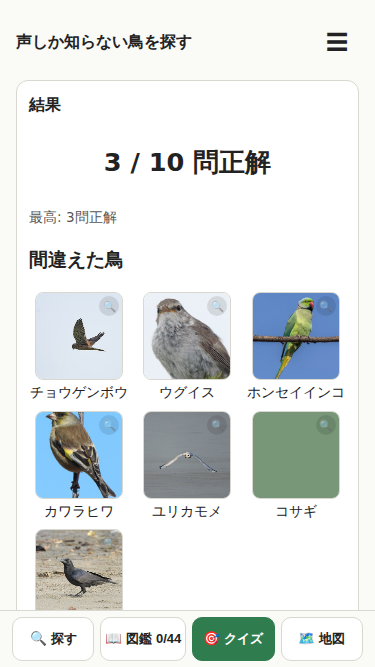 声しか知らない鳥を探す
結果
3 / 10 問正解
最高: 3問正解
間違えた鳥
チョウゲンボウ ウグイス ホンセイインコ
カワラヒワ ユリカモメ コサギ
探す 図鑑 0/44 クイズ 地図